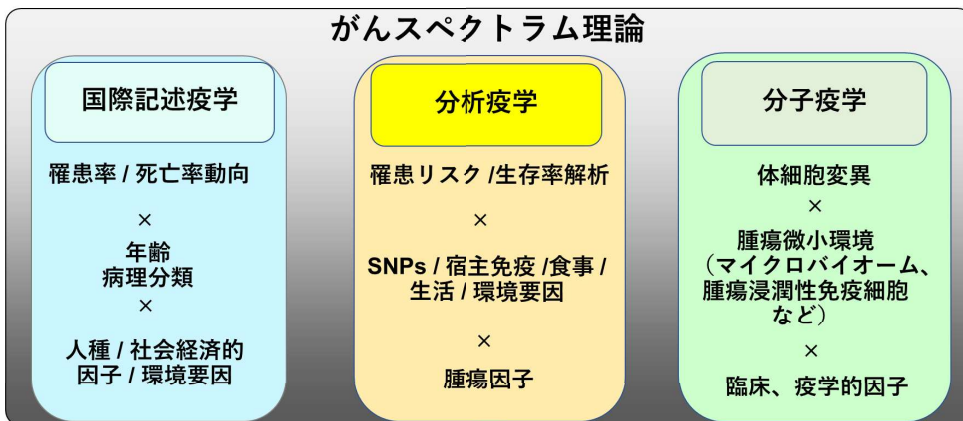 がんスペクトラム理論
国際記述疫学
罹患率 / 死亡率動向
×
年齢
病理分類
×
人種 / 社会経済的
因子 / 環境要因
分析疫学
罹患リスク /生存率解析
×
SNPs / 宿主免疫 /食事 /
生活 / 環境要因
×
腫瘍因子
分子疫学
体細胞変異
×
腫瘍微小環境
（マイクロバイオーム、
腫瘍浸潤性免疫細胞
など）
×
臨床、疫学的因子